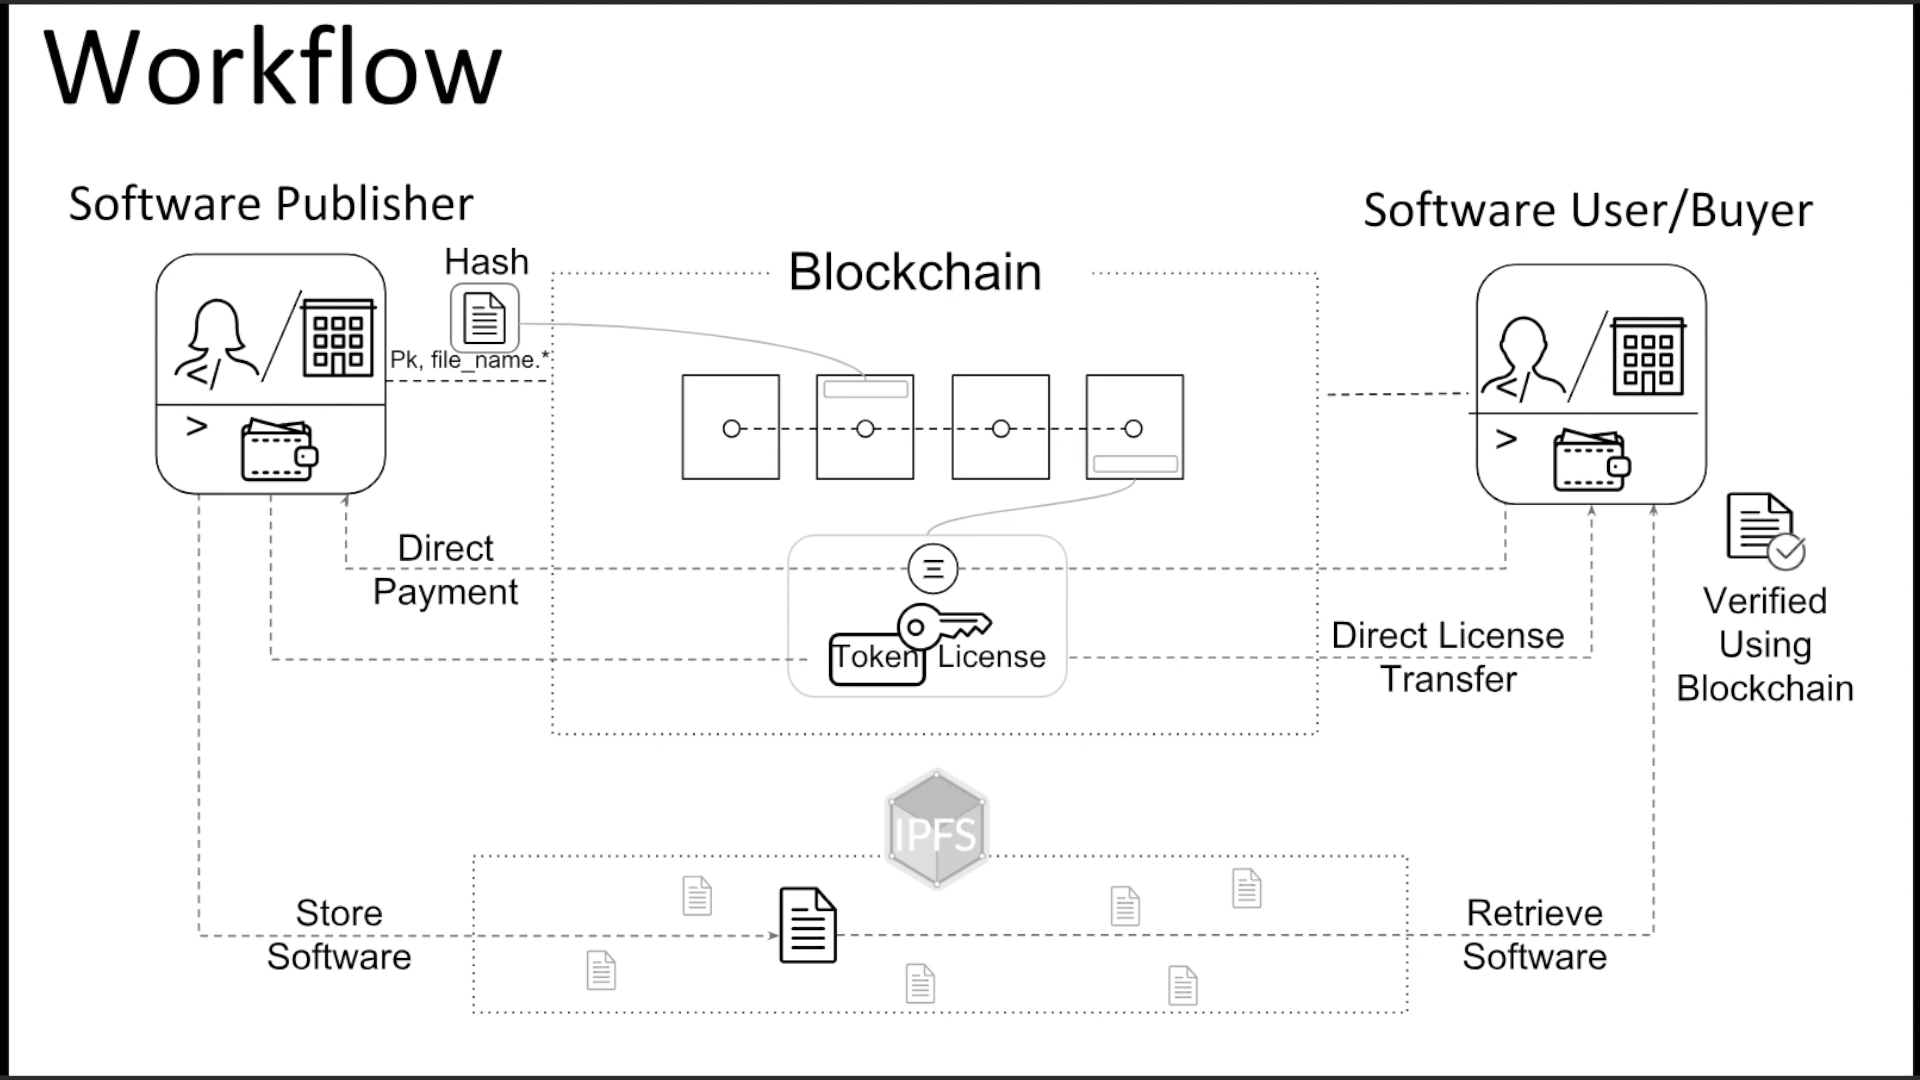 Workflow
Software Publisher
Software User/Buyer
Hash
Blockchain
Pk, file_name.*
</
>
</
>
Direct
Payment
Token License
Direct License
Transfer
Verified
Using
Blockchain
IPFS
Store
Software
Retrieve
Software